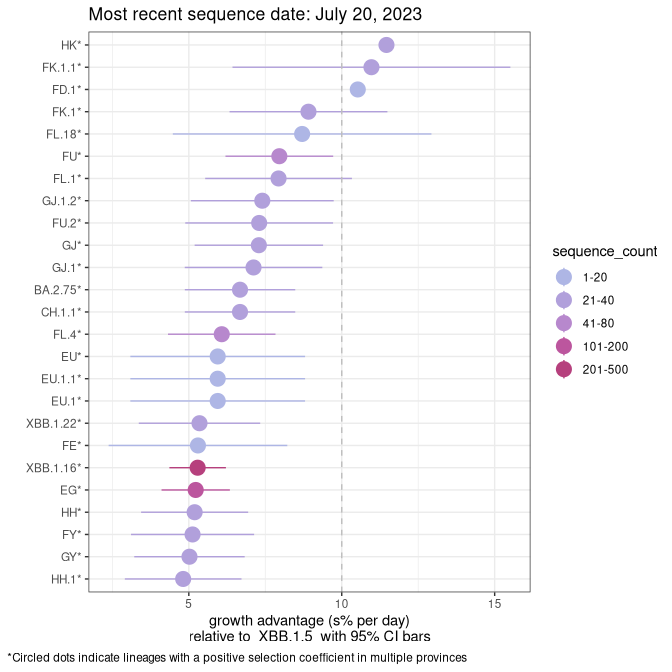 Most recent sequence date: July 20, 2023
HK*
FK.1.1*
FD.1*
FK.1*
FL.18*
FU*
FL.1*
GJ.1.2*
FU.2*
GJ*
GJ.1*
BA.2.75*
CH.1.1*
FL.4*
EU*
EU.1.1*
EU.1*
XBB.1.22*
FE*
XBB.1.16*
EG*
HH*
FY*
GY*
HH.1*
5 10 15
growth advantage (s% per day)
relative to XBB.1.5 with 95% CI bars
sequence_count
1-20
21-40
41-80
101-200
201-500
*Circled dots indicate lineages with a positive selection coefficient in multiple provinces